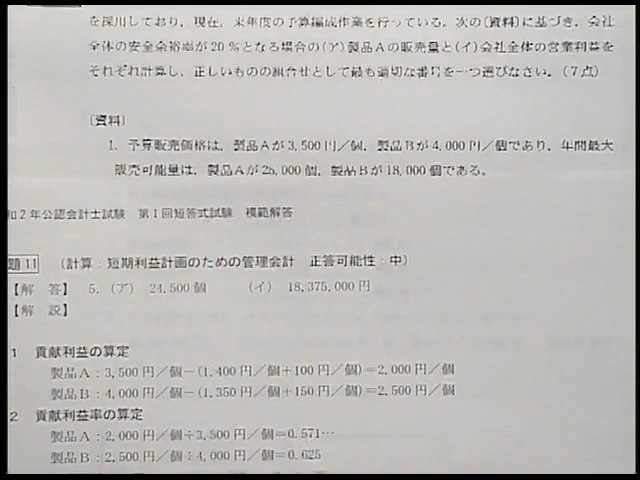 を採用しており，現在，来年度の予算編成作業を行っている。次の〔資料〕に基づき，会社
全体の安全余裕率が20％となる場合の(ア)製品Aの販売量と(イ)会社全体の営業利益を
それぞれ計算し，正しいものの組合せとして最も適切な番号を一つ選びなさい。(7点)
〔資料〕
1．予算販売価格は，製品Aが3,500円／個，製品Bが4,000円／個であり，年間最大
販売可能量は，製品Aが25,000個，製品Bが18,000個である。
和2年公認会計士試験　第1回短答式試験　模範解答
題11　(計算：短期利益計画のための管理会計　正答可能性：中)
【解　答】　5．(ア)　24,500個　　(イ)　18,375,000円
【解　説】
1　貢献利益の算定
製品A：3,500円／個－(1,400円／個＋100円／個)＝2,000円／個
製品B：4,000円／個－(1,350円／個＋150円／個)＝2,500円／個
2　貢献利益率の算定
製品A：2,000円／個÷3,500円／個＝0.571…
製品B：2,500円／個÷4,000円／個＝0.625